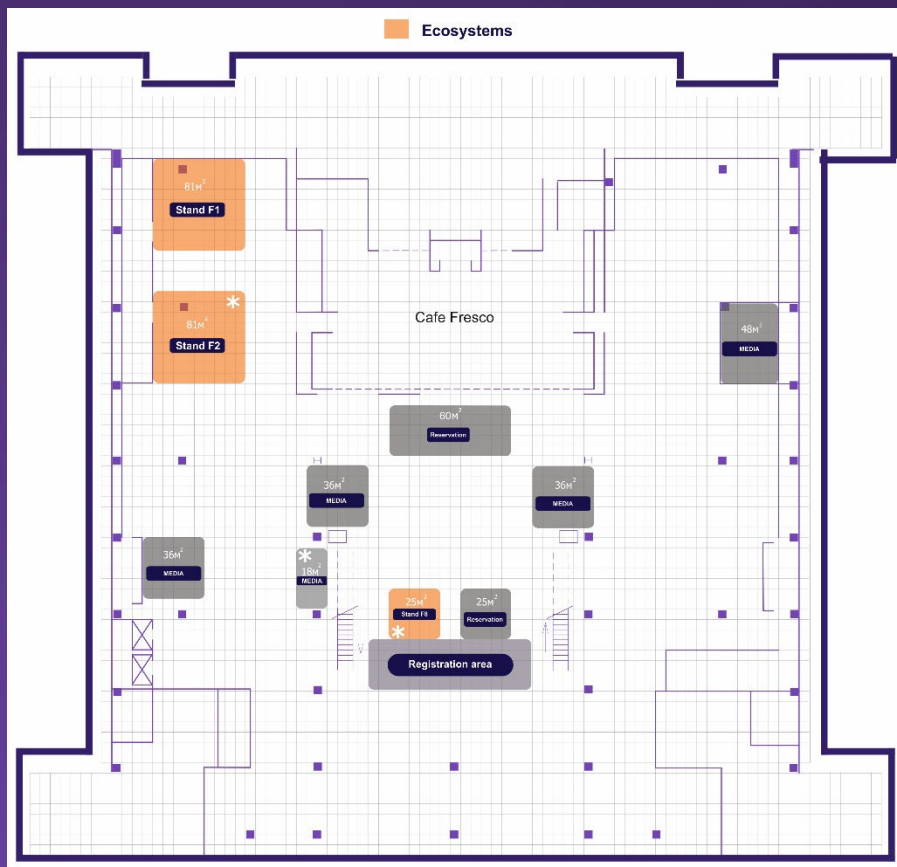 Ecosystems
81м²
Stand F1
*
81м²
Stand F2
Cafe Fresco
48м²
MEDIA
60м²
Reservation
36м²
MEDIA
36м²
MEDIA
36м²
MEDIA
*
18м²
MEDIA
25м²
Stand F8
*
25м²
Reservation
Registration area